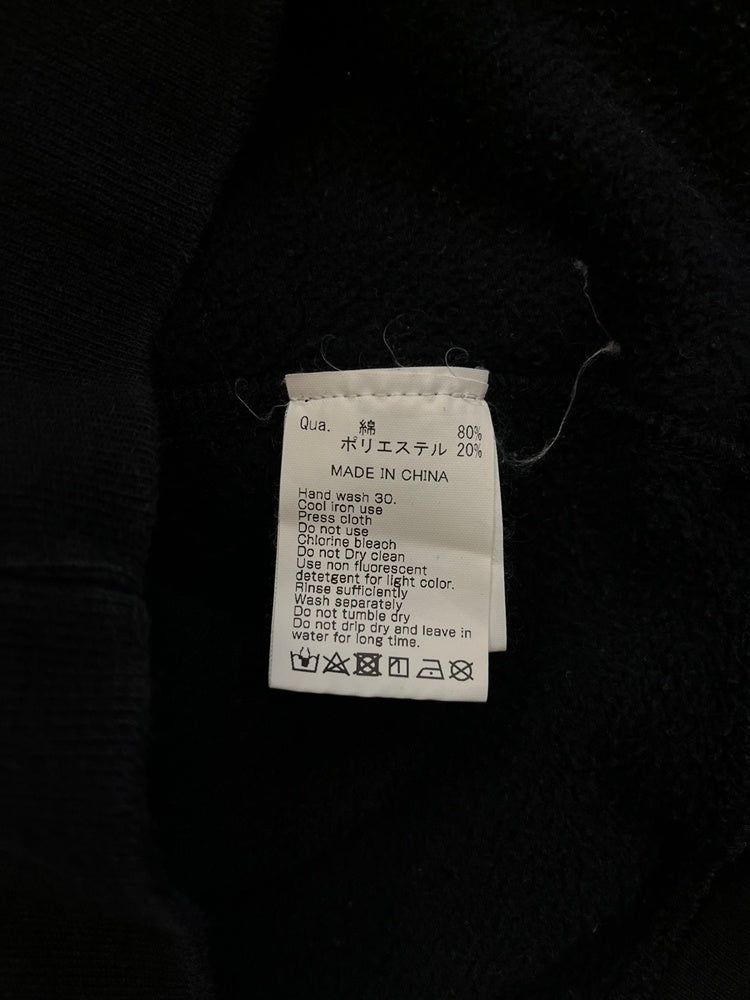 Qua. 綿 80%
ポリエステル 20%
MADE IN CHINA
Hand wash 30.
Cool iron use
Press cloth
Do not use
Chlorine bleach
Do not Dry clean
Use non fluorescent
detetgent for light color.
Rinse sufficiently
Wash separately
Do not tumble dry
Do not drip dry and leave in
water for long time.